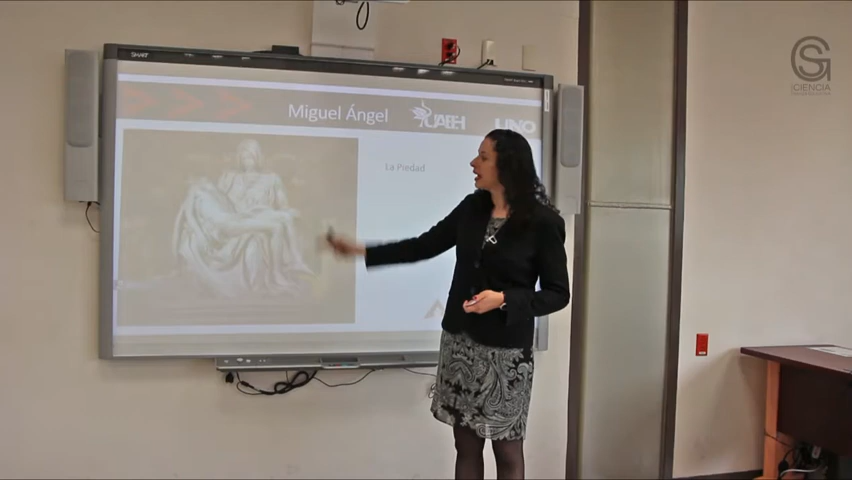 SMART
Miguel Ángel
UAEH
UNO
La Piedad
CIENCIA